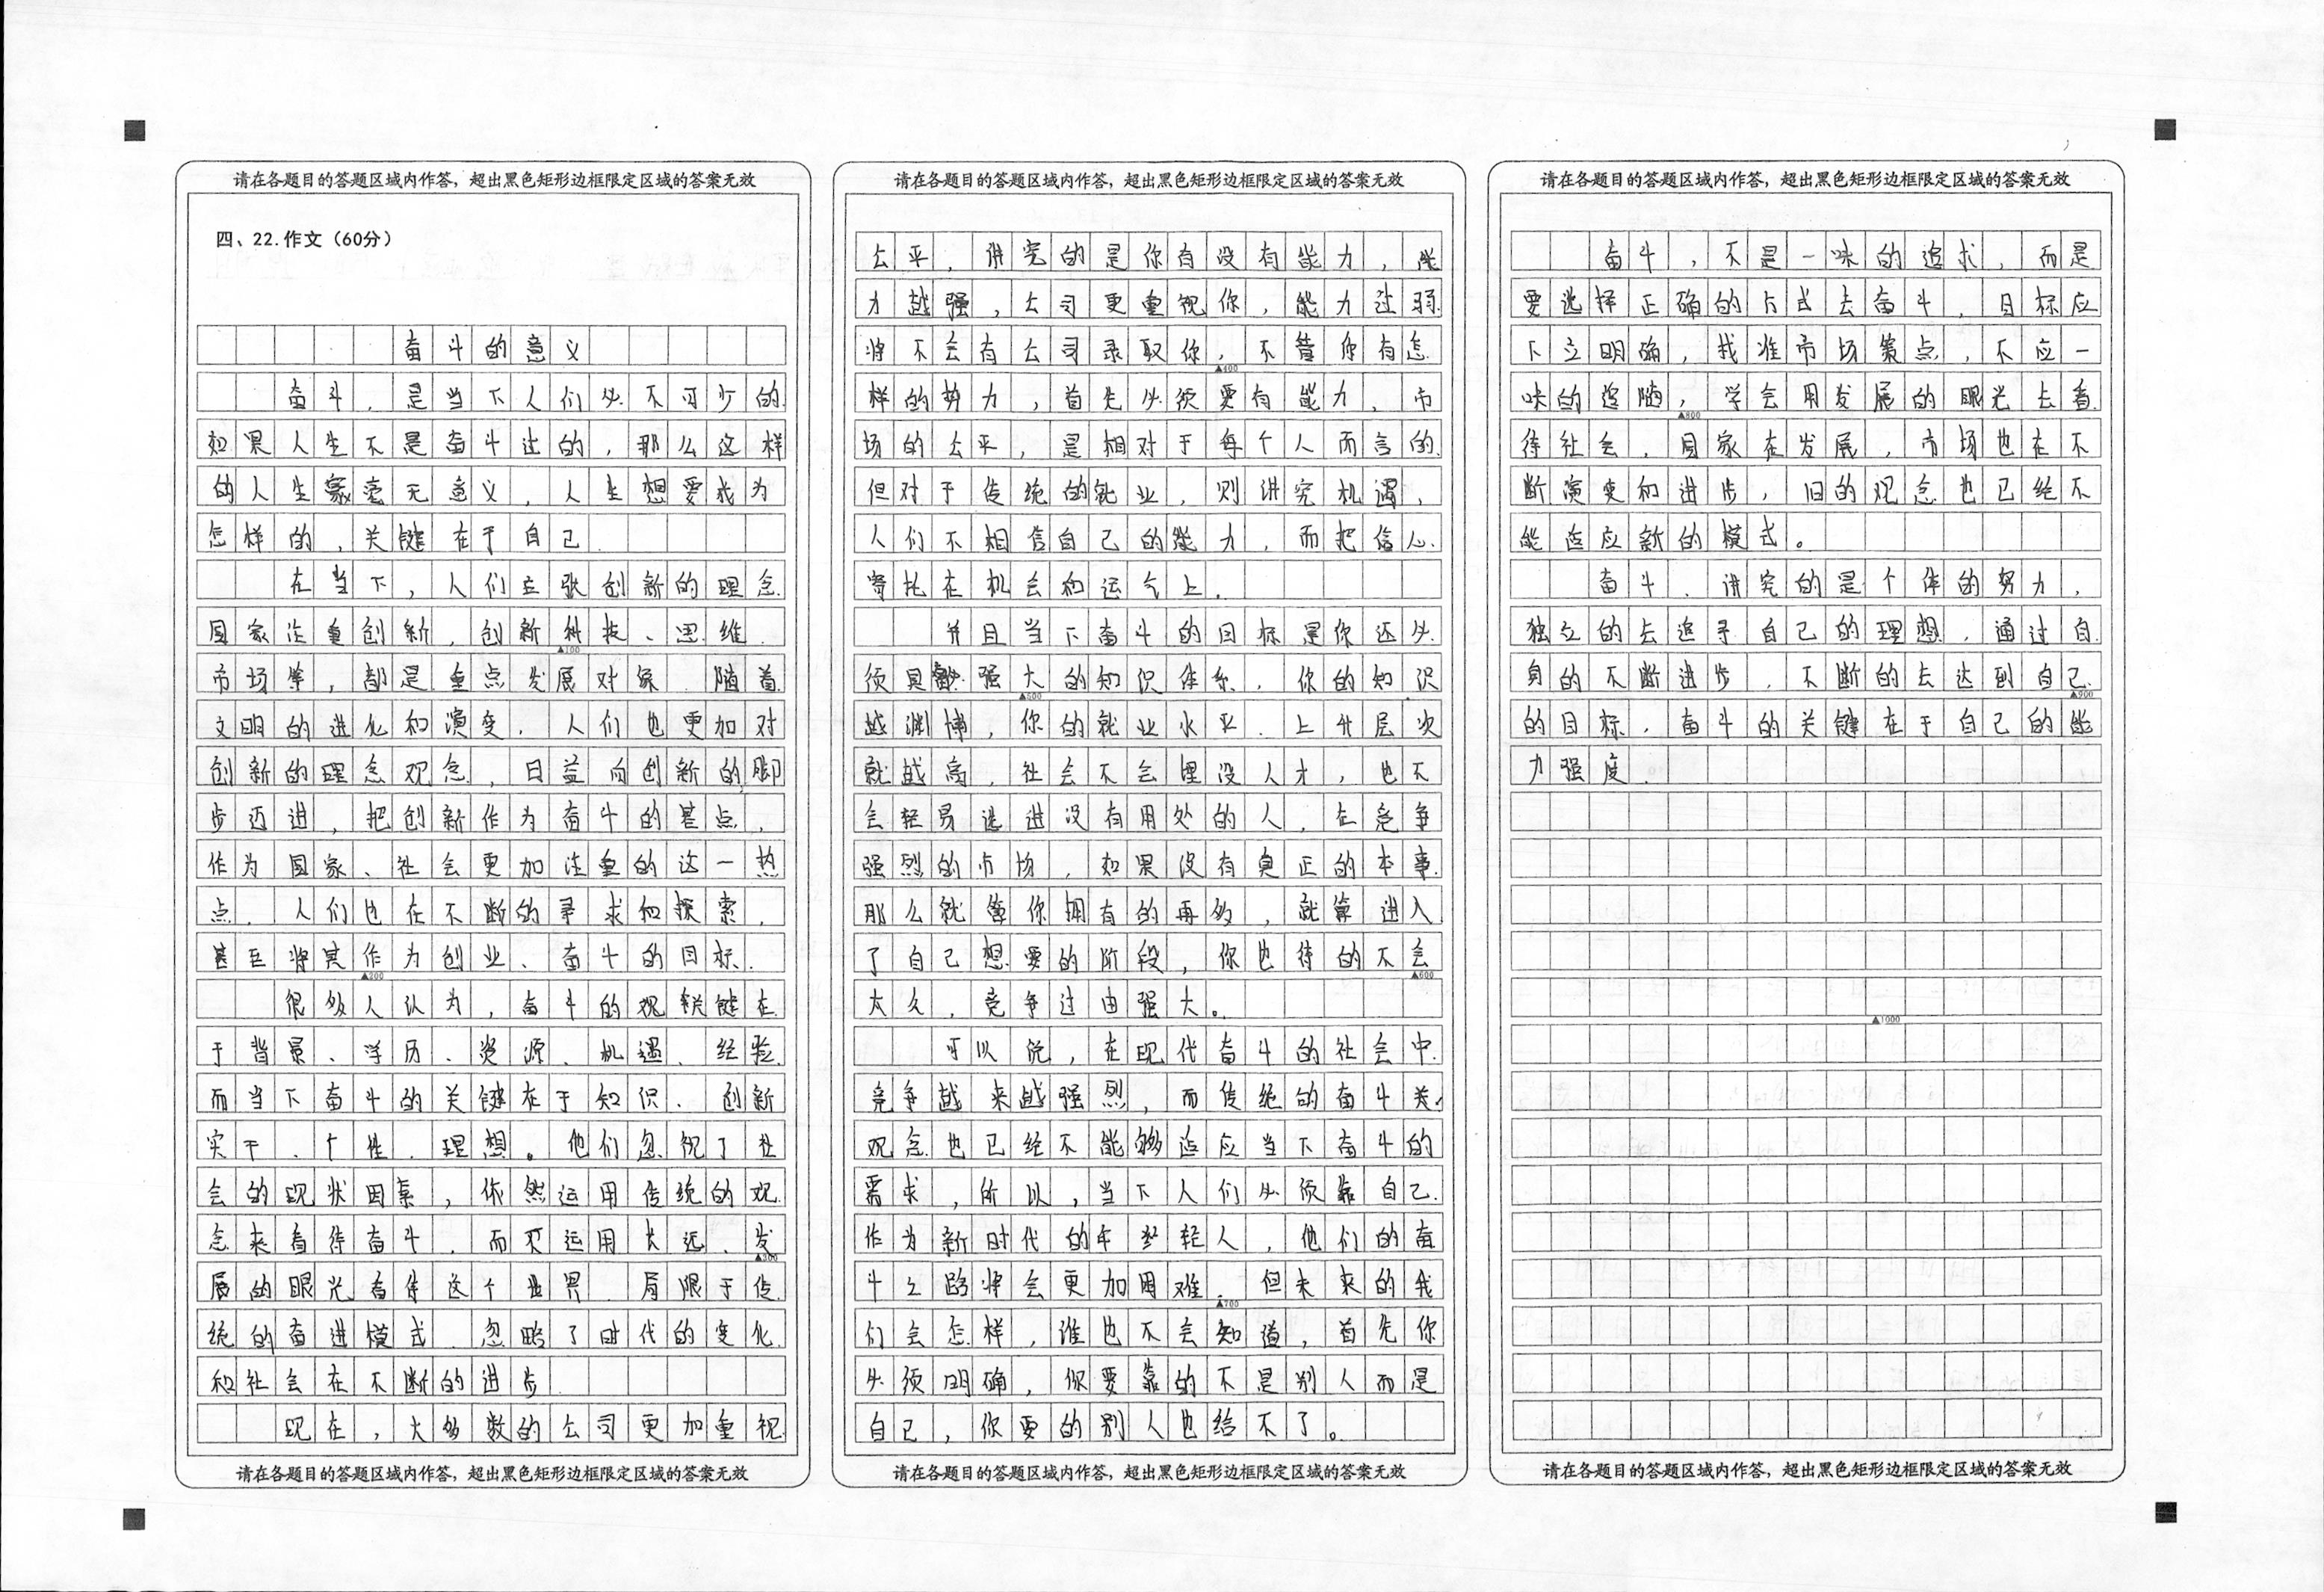 请在各题目的答题区域内作答，超出黑色矩形边框限定区域的答案无效
四、22.作文（60分）
奋斗的意义
奋斗，是当下人们必不可少的.
如果人生不是奋斗过的，那么这样
的人生毫无意义，人生想要成为
怎样的，关键在于自己.
在当下，人们立张创新的理念.
国家注重创新，创新科技、思维.
▲100
市场等，都是重点发展对象.随着
文明的进化和演变，人们也更加对
创新的理念观念，日益向创新的脚
步迈进，把创新作为奋斗的基点，
作为国家、社会更加注重的这一热
点，人们也在不断的寻求和探索，
甚至将其作为创业、奋斗的目标.
▲200
很多人认为，奋斗的观关键在
于背景、学历、资源、机遇、经验.
而当下奋斗的关键在于知识、创新
实干、个性、理想。他们忽视了社
会的现状因素，依然运用传统的观
念来看待奋斗，而不运用长远、发
▲300
展的眼光看待这个世界.局限于传
统的奋进模式.忽略了时代的变化
和社会在不断的进步.
现在，大多数的公司更加重视
请在各题目的答题区域内作答，超出黑色矩形边框限定区域的答案无效
请在各题目的答题区域内作答，超出黑色矩形边框限定区域的答案无效
公平，讲究的是你有没有能力，能
力越强，公司更重视你，能力过弱
将不会有公司录取你，不管你有怎
▲400
样的势力，首先必须要有能力，市
场的公平，是相对于每个人而言的.
但对于传统的就业，则讲究机遇，
人们不相信自己的能力，而把信心
寄托在机会和运气上.
并且当下奋斗的目标是你还必
须具强大的知识体系，你的知识
▲500
越渊博，你的就业水平.上升层次
就越高，社会不会埋没人才，也不
会轻易选进没有用处的人，在竞争
强烈的市场，如果没有真正的本事.
那么就算你拥有的再多，就算进入
了自己想要的阶段，你也待的不会
▲600
太久，竞争过由强大。
可以说，在现代奋斗的社会中.
竞争越来越强烈，而传统的奋斗关
观念也已经不能够适应当下奋斗的
需求，所以，当下人们必须靠自己.
作为新时代的年轻人，他们的奋
斗之路将会更加困难.但未来的我
▲700
们会怎样，谁也不会知道，首先你
必须明确，你要靠的不是别人而是
自己，你要的别人也给不了。
请在各题目的答题区域内作答，超出黑色矩形边框限定区域的答案无效
请在各题目的答题区域内作答，超出黑色矩形边框限定区域的答案无效
奋斗，不是一味的追求，而是
要选择正确的方式去奋斗，目标应
下立明确，找准市场策点，不应一
味的追随，学会用发展的眼光去看
▲800
待社会，国家在发展，市场也在不
断演变和进步，旧的观念也已经不
能适应新的模式。
奋斗、讲究的是个体的努力，
独立的去追寻自己的理想，通过自
身的不断进步，不断的去达到自己
▲900
的目标，奋斗的关键在于自己的能
力强度.
▲1000
请在各题目的答题区域内作答，超出黑色矩形边框限定区域的答案无效